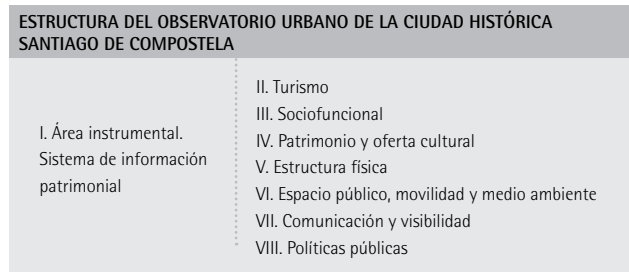 ESTRUCTURA DEL OBSERVATORIO URBANO DE LA CIUDAD HISTÓRICA
SANTIAGO DE COMPOSTELA
I. Área instrumental.
Sistema de información
patrimonial
II. Turismo
III. Sociofuncional
IV. Patrimonio y oferta cultural
V. Estructura física
VI. Espacio público, movilidad y medio ambiente
VII. Comunicación y visibilidad
VIII. Políticas públicas